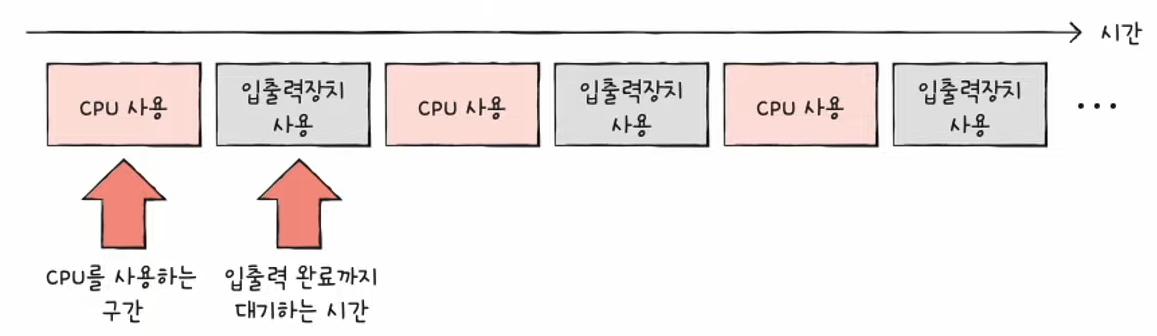 시간
CPU 사용
입출력장치
사용
CPU 사용
입출력장치
사용
CPU 사용
입출력장치
사용
...
CPU를 사용하는
구간
입출력 완료까지
대기하는 시간